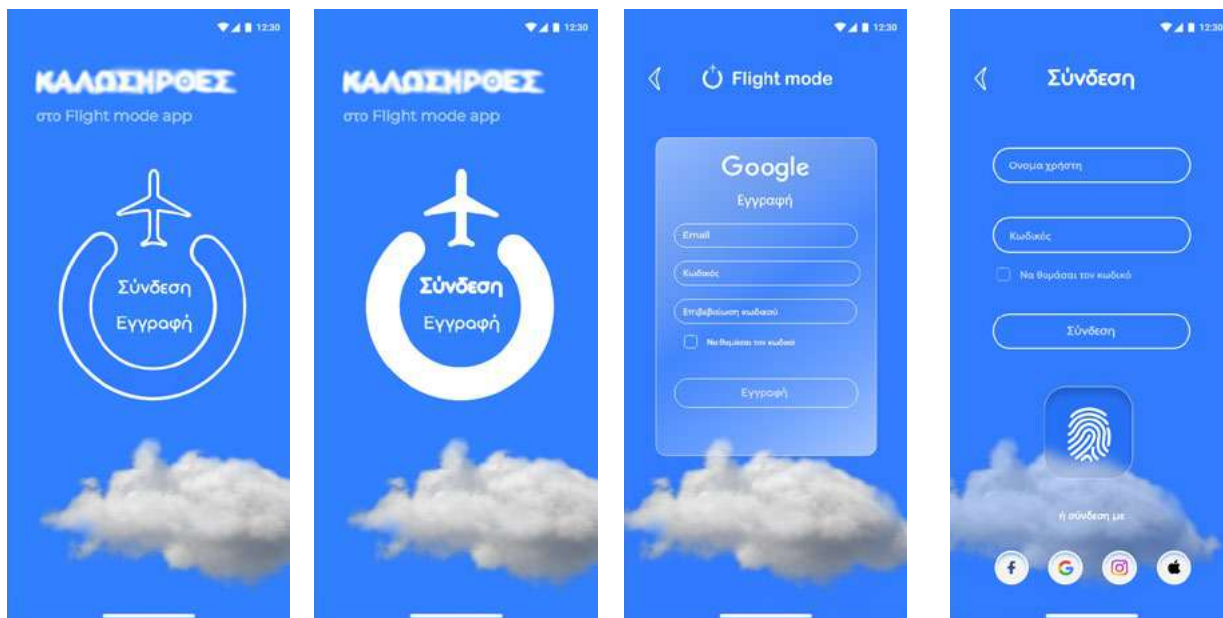 12:30
ΚΑΛΩΣΗΡΘΕΣ
στο Flight mode app
Σύνδεση
Εγγραφή
12:30
ΚΑΛΩΣΗΡΘΕΣ
στο Flight mode app
Σύνδεση
Εγγραφή
12:30
Flight mode
Google
Εγγραφή
Email
Κωδικός
Επιβεβαίωση κωδικού
Να θυμάσαι τον κωδικό
Εγγραφή
12:30
Σύνδεση
Ονομα χρήστη
Κωδικός
Να θυμάσαι τον κωδικό
Σύνδεση
ή σύνδεση με